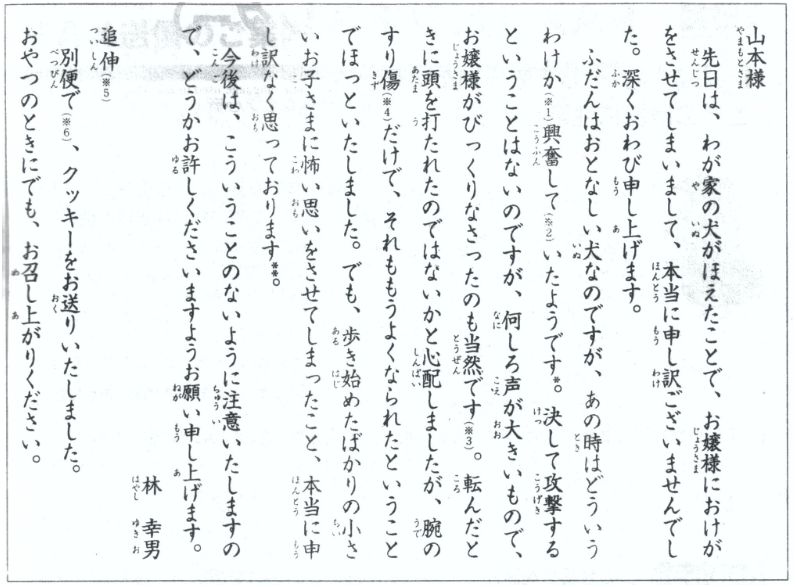 山本様
先日は、わが家の犬がほえたことで、お嬢様におけが
をさせてしまいまして、本当に申し訳ございませんでし
た。深くおわび申し上げます。
ふだんはおとなしい犬なのですが、あの時はどういう
わけか(※1)興奮して(※2)いたようです*。決して攻撃する
ということはないのですが、何しろ声が大きいもので、
お嬢様がびっくりなさったのも当然です(※3)。転んだと
きに頭を打たれたのではないかと心配しましたが、腕の
すり傷(※4)だけで、それももうよくなられたということ
でほっといたしました。でも、歩き始めたばかりの小さ
いお子さまに怖い思いをさせてしまったこと、本当に申
し訳なく思っております**。
今後は、こういうことのないように注意いたしますの
で、どうかお許しくださいますようお願い申し上げます。
林 幸男
追伸(※5)
別便で(※6)、クッキーをお送りいたしました。
おやつのときにでも、お召し上がりください。